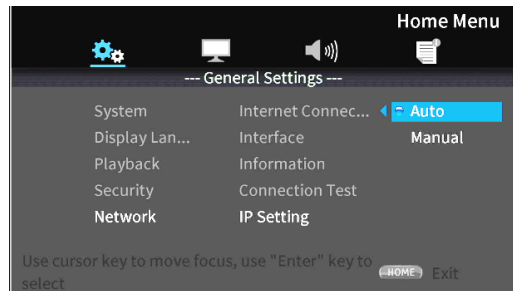 Home Menu
--- General Settings ---
System Internet Connec... Auto
Display Lan... Interface Manual
Playback Information
Security Connection Test
Network IP Setting
Use cursor key to move focus, use "Enter" key to
select
HOME Exit